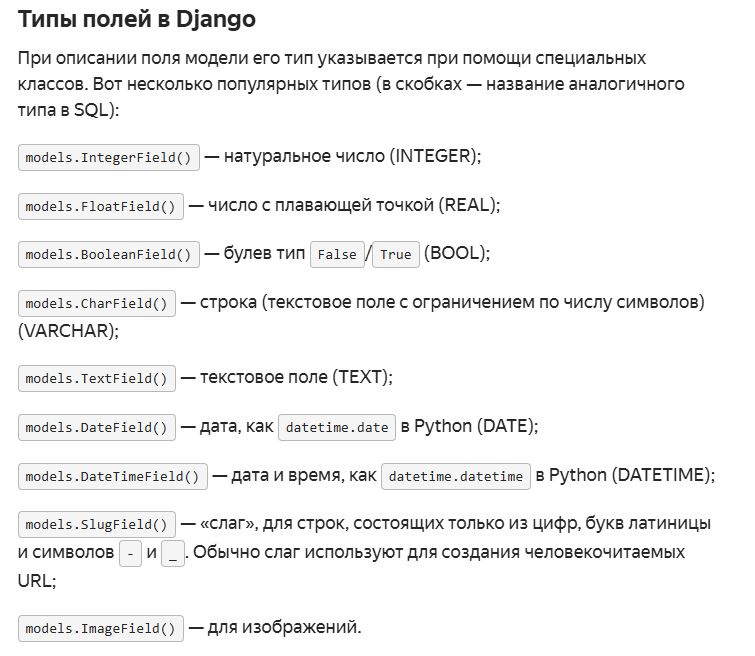 Типы полей в Django
При описании поля модели его тип указывается при помощи специальных
классов. Вот несколько популярных типов (в скобках — название аналогичного
типа в SQL):
models.IntegerField() — натуральное число (INTEGER);
models.FloatField() — число с плавающей точкой (REAL);
models.BooleanField() — булев тип False/True (BOOL);
models.CharField() — строка (текстовое поле с ограничением по числу символов)
(VARCHAR);
models.TextField() — текстовое поле (TEXT);
models.DateField() — дата, как datetime.date в Python (DATE);
models.DateTimeField() — дата и время, как datetime.datetime в Python (DATETIME);
models.SlugField() — «слаг», для строк, состоящих только из цифр, букв латиницы
и символов - и _. Обычно слаг используют для создания человекочитаемых
URL;
models.ImageField() — для изображений.